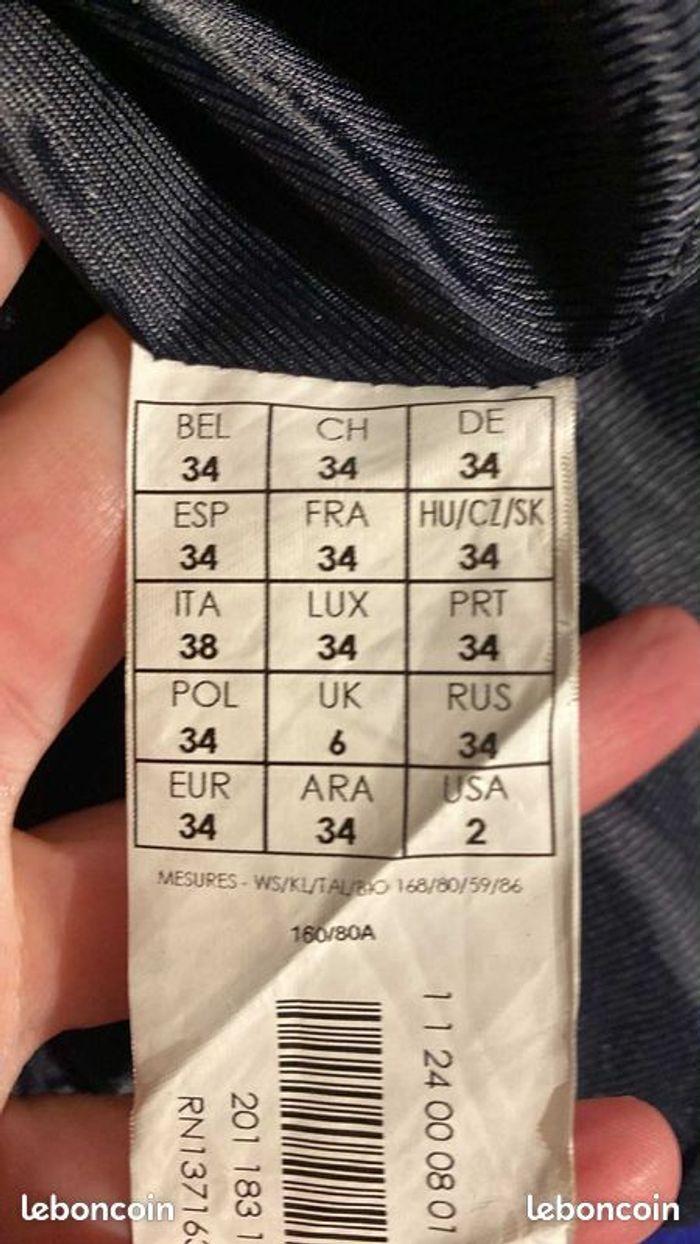 BEL CH DE
34 34 34
ESP FRA HU/CZ/SK
34 34 34
ITA LUX PRT
38 34 34
POL UK RUS
34 6 34
EUR ARA USA
34 34 2
MESURES - WS/KL/TAL/BIO 168/80/59/86
160/80A
1 1 24 00 08 01
201 183 1
RN13716
leboncoin leboncoin